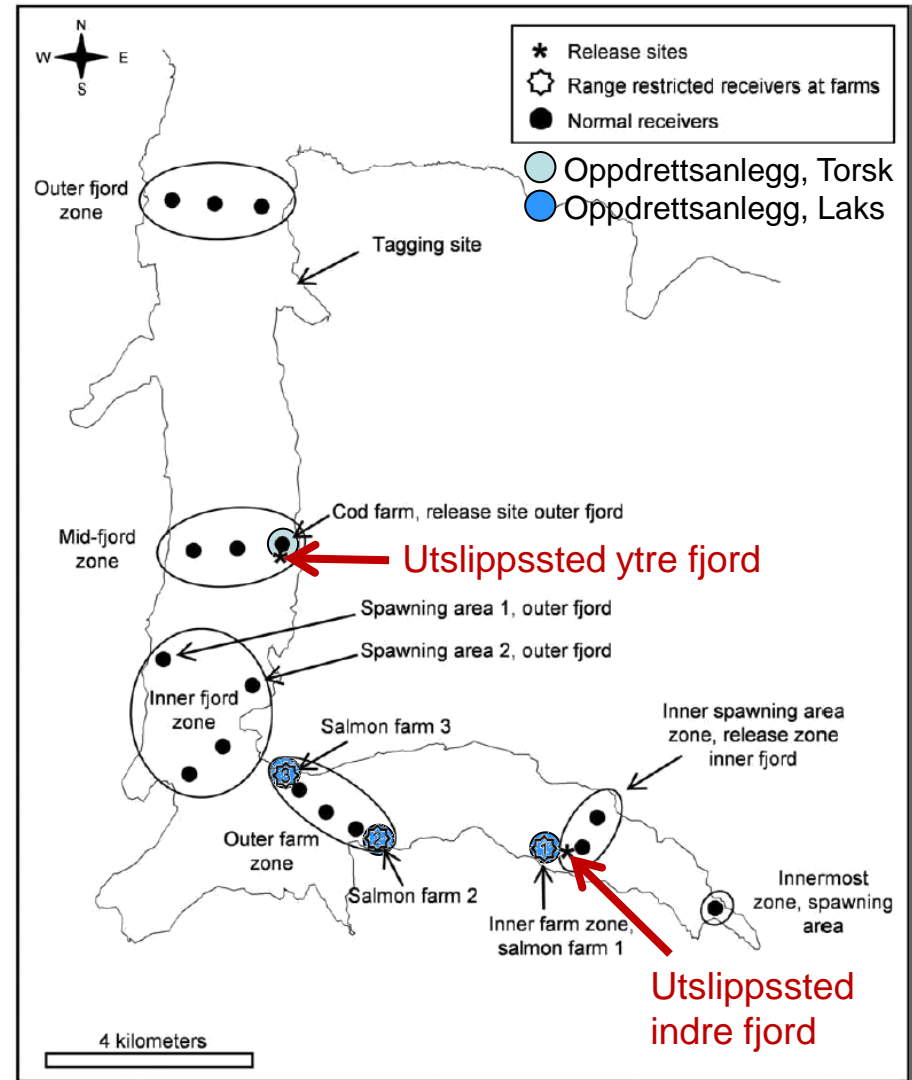 N
W E
S
Release sites
Range restricted receivers at farms
Normal receivers
Oppdrettsanlegg, Torsk
Oppdrettsanlegg, Laks
Outer fjord
zone
Tagging site
Cod farm, release site outer fjord
Mid-fjord
zone
Utslippssted ytre fjord
Spawning area 1, outer fjord
Spawning area 2, outer fjord
Inner fjord
zone
Salmon farm 3
Inner spawning area
zone, release zone
inner fjord
3
2
1
Outer farm
zone
Salmon farm 2
Inner farm zone,
salmon farm 1
Innermost
zone, spawning
area
Utslippssted
indre fjord
4 kilometers